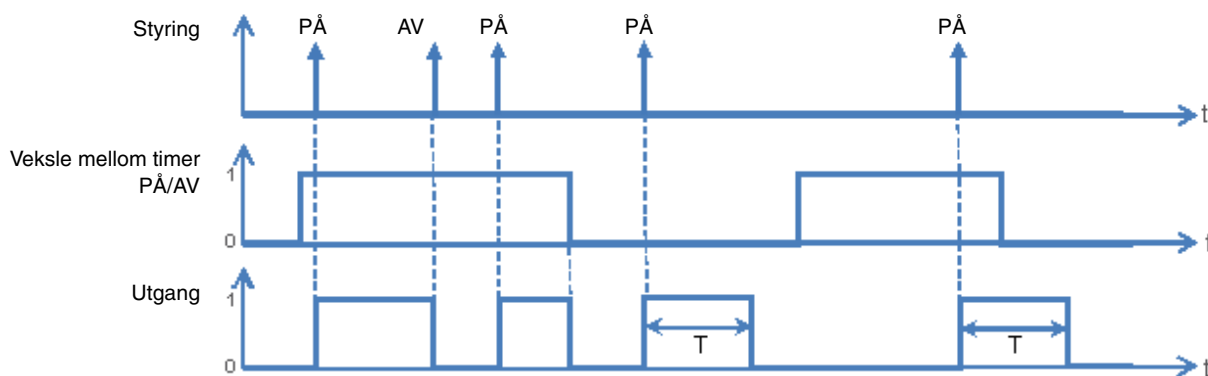 Styring PÅ AV PÅ PÅ PÅ
t
Veksle mellom timer
PÅ/AV
1
0
t
Utgang
1
T T
0
t